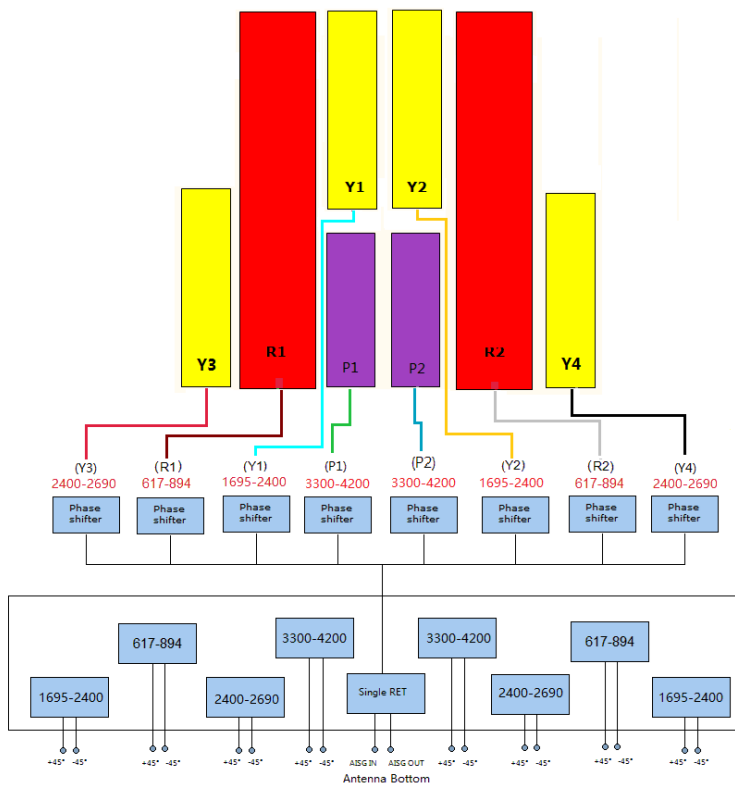 Y1
Y2
Y3
R1
P1
P2
R2
Y4
(Y3)
(R1)
(Y1)
(P1)
(P2)
(Y2)
(R2)
(Y4)
2400-2690
617-894
1695-2400
3300-4200
3300-4200
1695-2400
617-894
2400-2690
Phase
shifter
Phase
shifter
Phase
shifter
Phase
shifter
Phase
shifter
Phase
shifter
Phase
shifter
Phase
shifter
617-894
3300-4200
3300-4200
617-894
1695-2400
2400-2690
Single RET
2400-2690
1695-2400
+45° -45°
+45° -45°
+45° -45°
+45° -45°
AISG IN
AISG OUT
+45° -45°
+45° -45°
+45° -45°
+45° -45°
Antenna Bottom